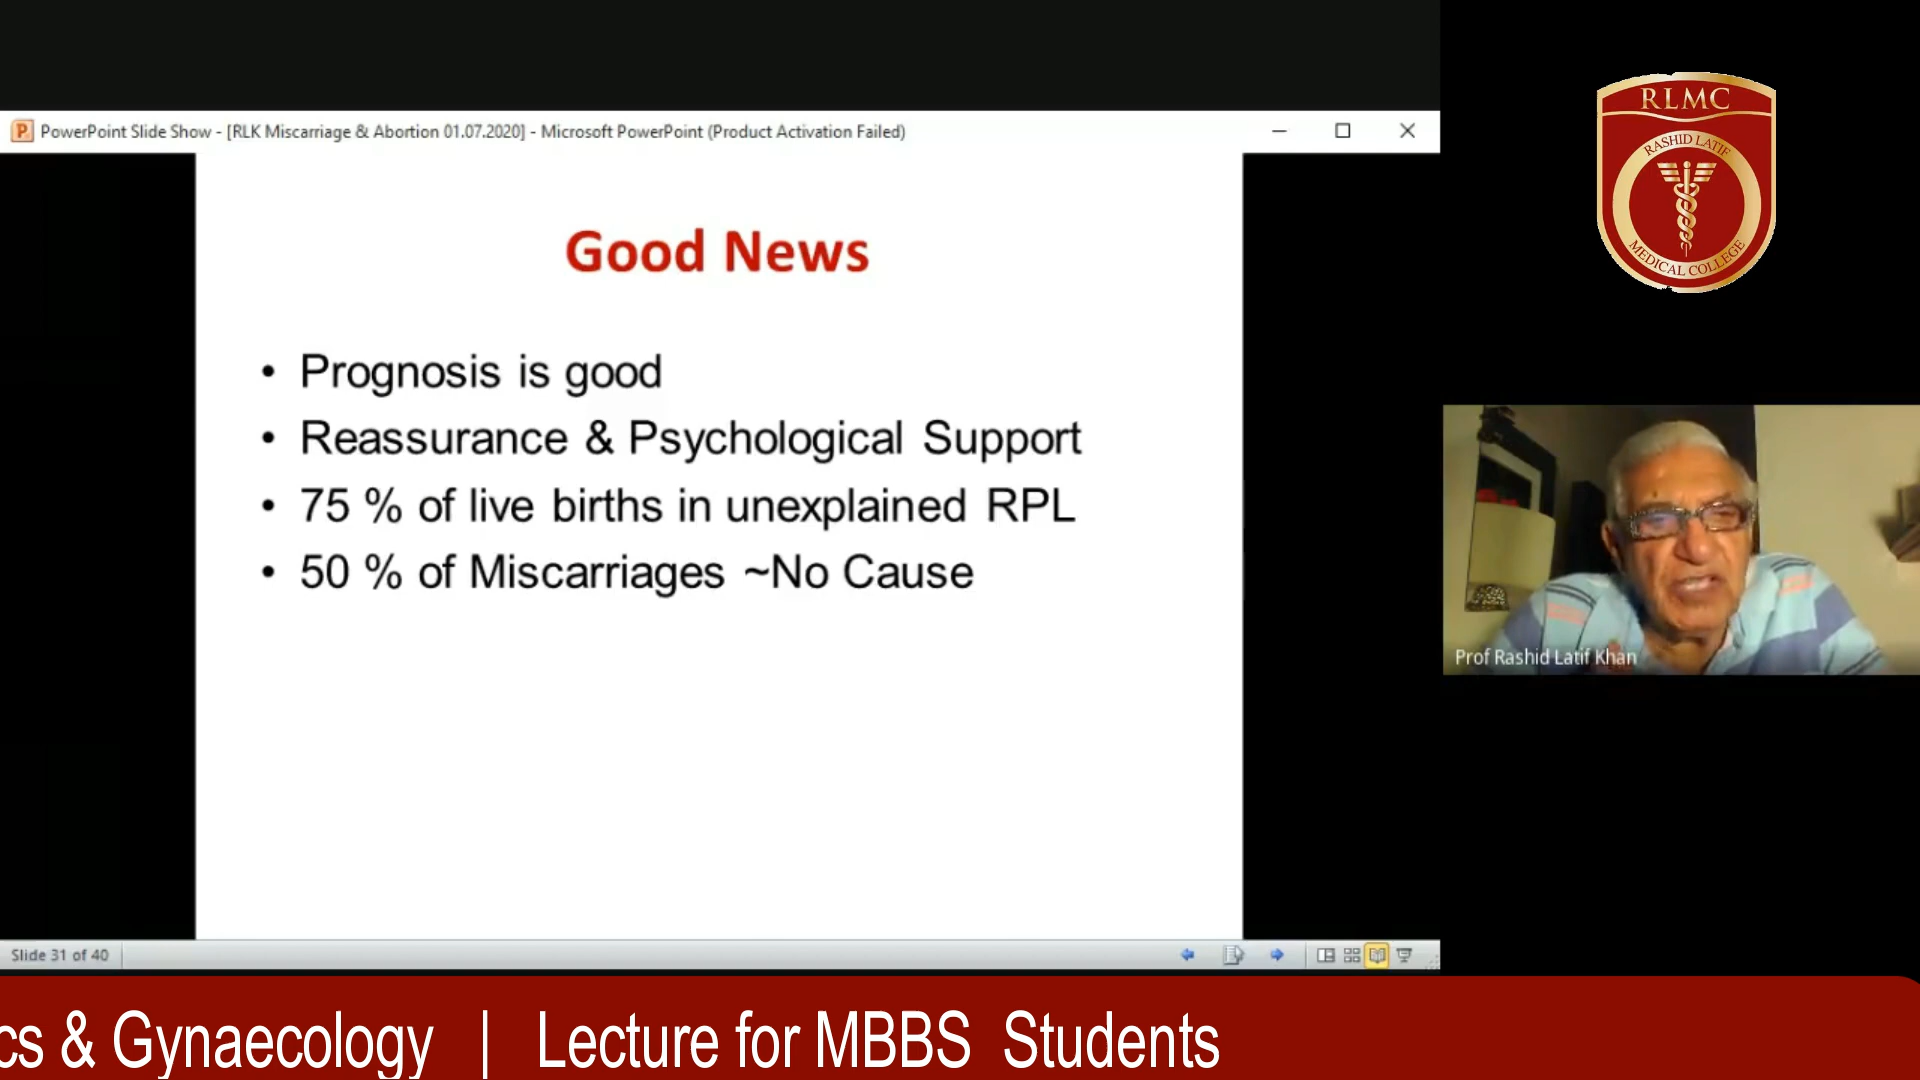 PowerPoint Slide Show - [RLK Miscarriage & Abortion 01.07.2020] - Microsoft PowerPoint (Product Activation Failed)
Good News
• Prognosis is good
• Reassurance & Psychological Support
• 75 % of live births in unexplained RPL
• 50 % of Miscarriages ~No Cause
Slide 31 of 40
RLMC
RASHID LATIF
MEDICAL COLLEGE
Prof Rashid Latif Khan
cs & Gynaecology | Lecture for MBBS Students